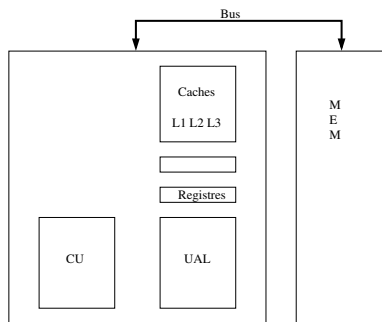 Bus
Caches
L1 L2 L3
M
E
M
Registres
CU
UAL